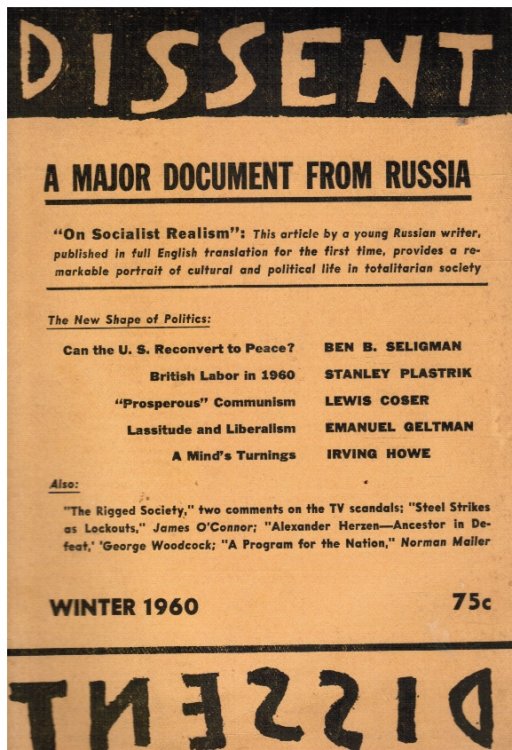 DISSENT
A MAJOR DOCUMENT FROM RUSSIA
"On Socialist Realism": This article by a young Russian writer,
published in full English translation for the first time, provides a re-
markable portrait of cultural and political life in totalitarian society
The New Shape of Politics:
Can the U. S. Reconvert to Peace? BEN B. SELIGMAN
British Labor in 1960 STANLEY PLASTRIK
"Prosperous" Communism LEWIS COSER
Lassitude and Liberalism EMANUEL GELTMAN
A Mind's Turnings IRVING HOWE
Also:
"The Rigged Society," two comments on the TV scandals; "Steel Strikes
as Lockouts," James O'Connor; "Alexander Herzen—Ancestor in De-
feat,' 'George Woodcock; "A Program for the Nation," Norman Mailer
WINTER 1960 75c
DISSENT